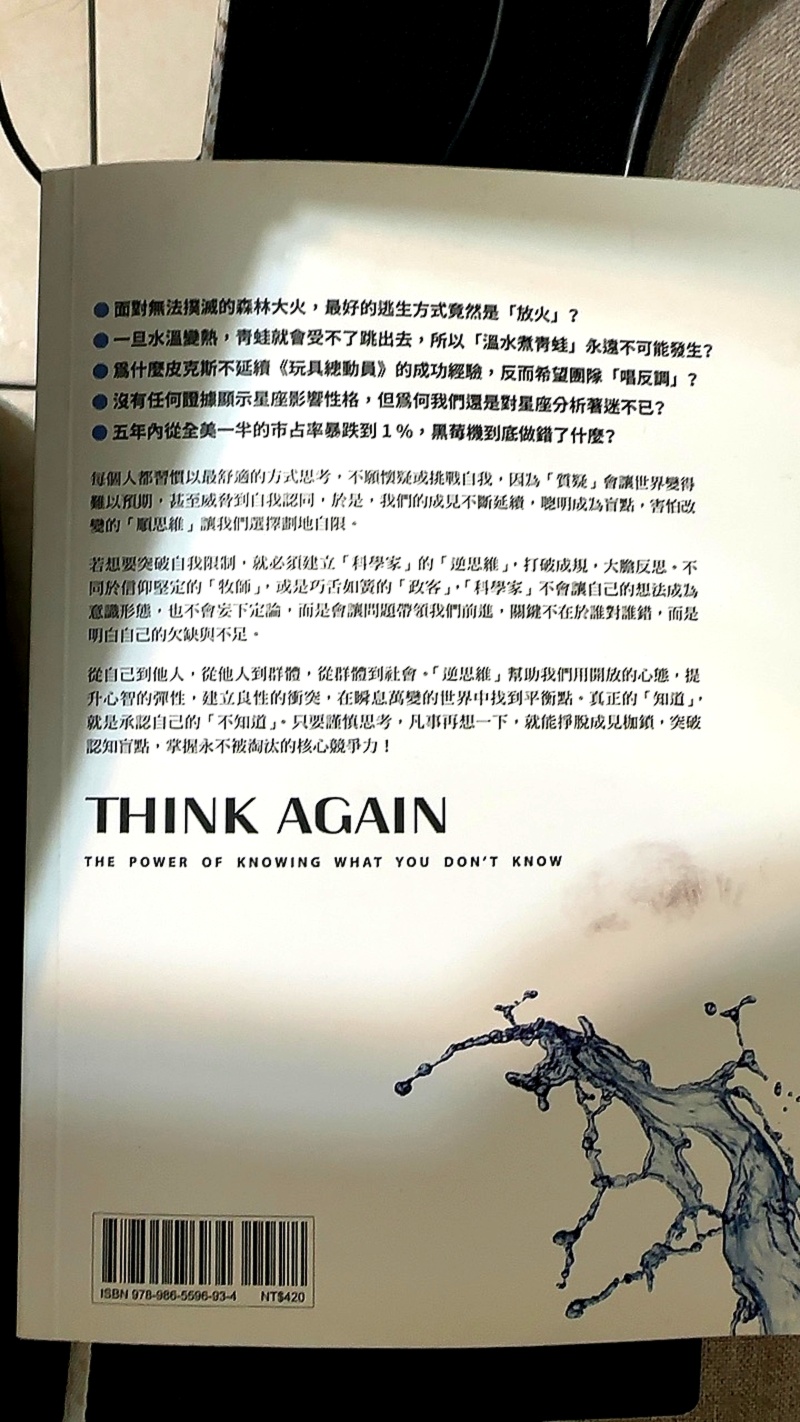 ●面對無法撲滅的森林大火，最好的逃生方式竟然是「放火」？
●一旦水溫變熱，青蛙就會受不了跳出去，所以「溫水煮青蛙」永遠不可能發生？
●爲什麼皮克斯不延續《玩具總動員》的成功經驗，反而希望團隊「唱反調」？
●沒有任何證據顯示星座影響性格，但爲何我們還是對星座分析著迷不已？
●五年內從全美一半的市占率暴跌到１％，黑莓機到底做錯了什麼？
每個人都習慣以最舒適的方式思考，不願懷疑或挑戰自我，因為「質疑」會讓世界變得
難以預期，甚至威脅到自我認同，於是，我們的成見不斷延續，聰明成為盲點，害怕改
變的「順思維」讓我們選擇劃地自限。
若想要突破自我限制，就必須建立「科學家」的「逆思維」，打破成規，大膽反思。不
同於信仰堅定的「牧師」，或是巧舌如簧的「政客」，「科學家」不會讓自己的想法成為
意識形態，也不會妄下定論，而是會讓問題帶領我們前進，關鍵不在於誰對誰錯，而是
明白自己的欠缺與不足。
從自己到他人，從他人到群體，從群體到社會。「逆思維」幫助我們用開放的心態，提
升心智的彈性，建立良性的衝突，在瞬息萬變的世界中找到平衡點。真正的「知道」，
就是承認自己的「不知道」。只要謹慎思考，凡事再想一下，就能掙脫成見枷鎖，突破
認知盲點，掌握永不被淘汰的核心競爭力！
THINK AGAIN
THE POWER OF KNOWING WHAT YOU DON'T KNOW
ISBN 978-986-5596-93-4 NT$420